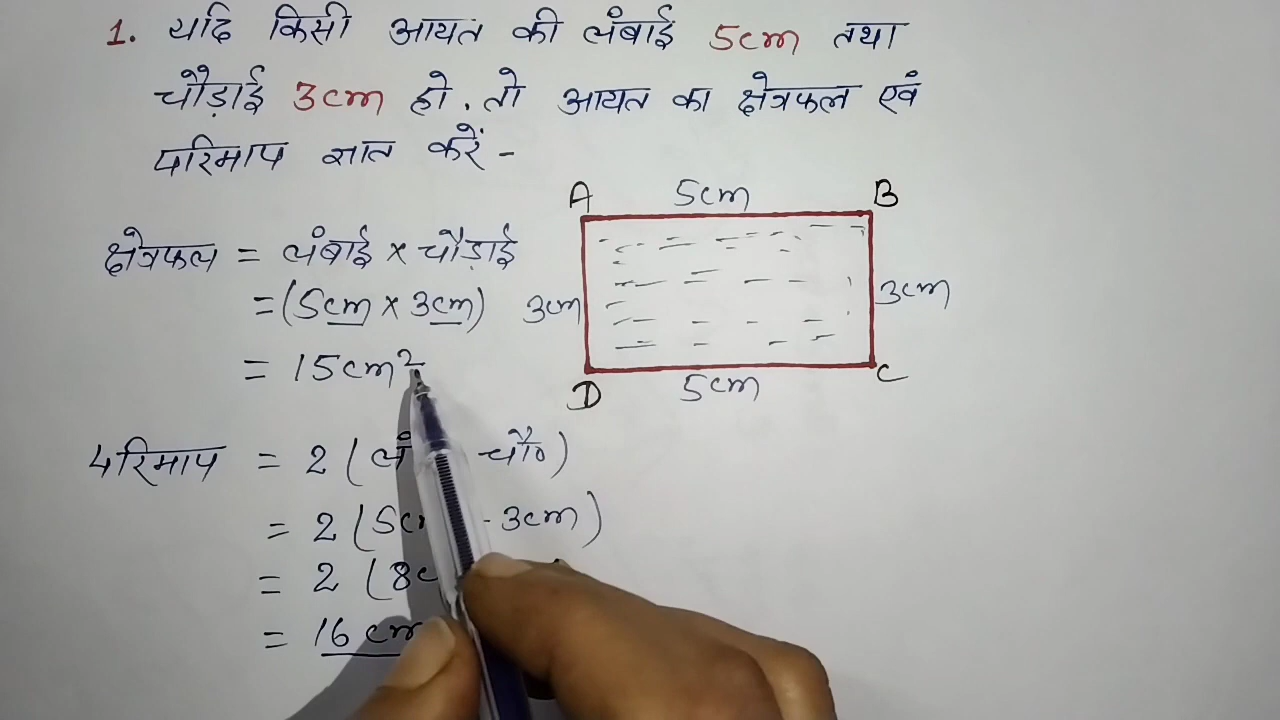 1. यदि किसी आयत की लंबाई 5cm तथा
चौड़ाई 3cm हो. तो आयत का क्षेत्रफल एवं
परिमाप ज्ञात करें -
A 5cm B
क्षेत्रफल = लंबाई × चौड़ाई
= (5cm × 3cm)
3cm 3cm
= 15cm²
D 5cm C
परिमाप = 2 (लं चौ०)
= 2 (5c - 3cm)
= 2 (8c
= 16 cm